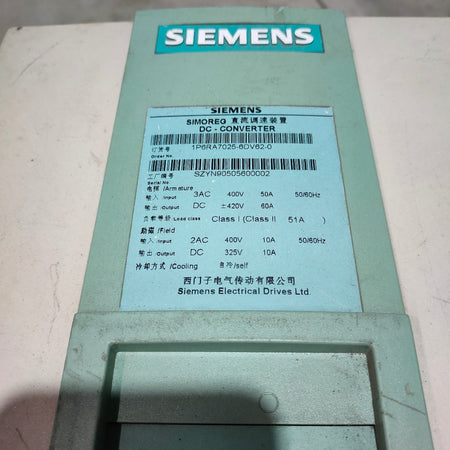 SIEMENS
SIEMENS
SIMOREG 直流调速装置
DC - CONVERTER
订货号 1P6RA7025-6DV62-0
Order No.
工厂编号 SZYN90505600002
Serial No.
电枢 /Armature
输入 /Input 3AC 400V 50A 50/60Hz
输出 /Output DC ±420V 60A
负载等级 Load class Class I (Class II 51A )
励磁 /Field
输入 /Input 2AC 400V 10A 50/60Hz
输出 /Output DC 325V 10A
冷却方式 /Cooling 自冷/self
西门子电气传动有限公司
Siemens Electrical Drives Ltd.